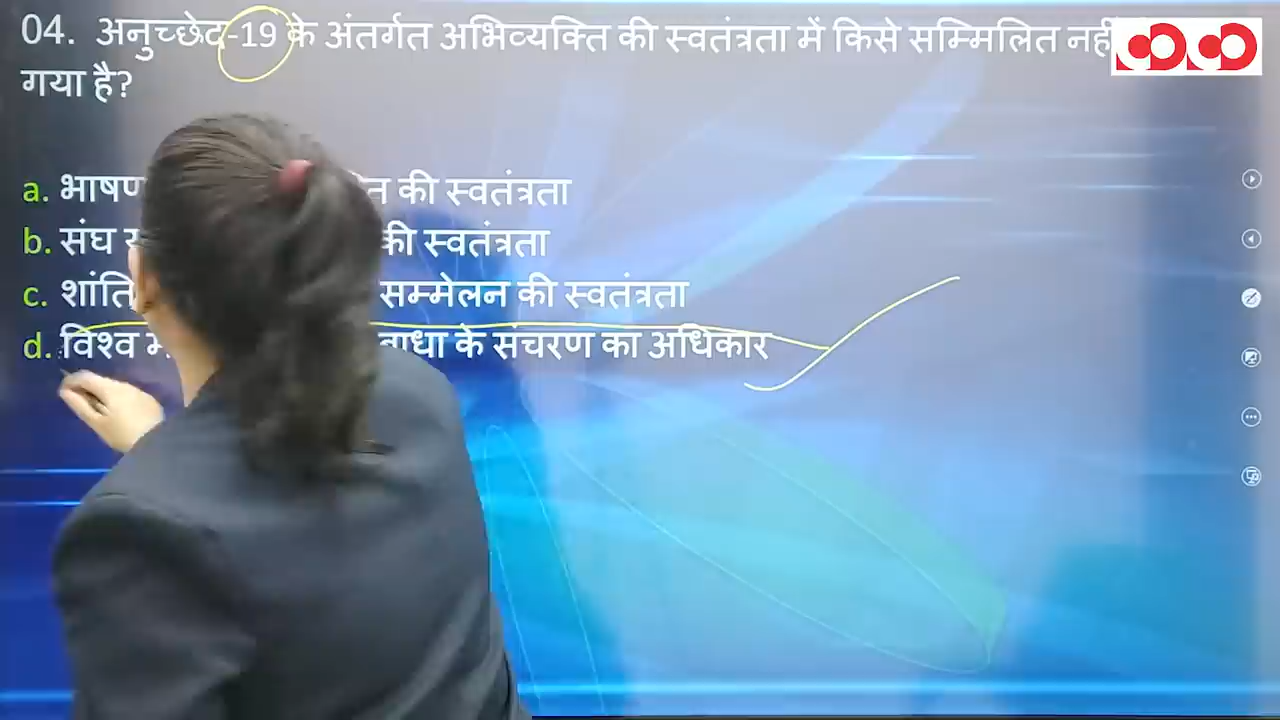 04. अनुच्छेद-19 के अंतर्गत अभिव्यक्ति की स्वतंत्रता में किसे सम्मिलित नहीं
गया है?
a. भाषण की स्वतंत्रता
b. संघ की स्वतंत्रता
c. सम्मेलन की स्वतंत्रता
d. विश्व बाधा के संचरण का अधिकार